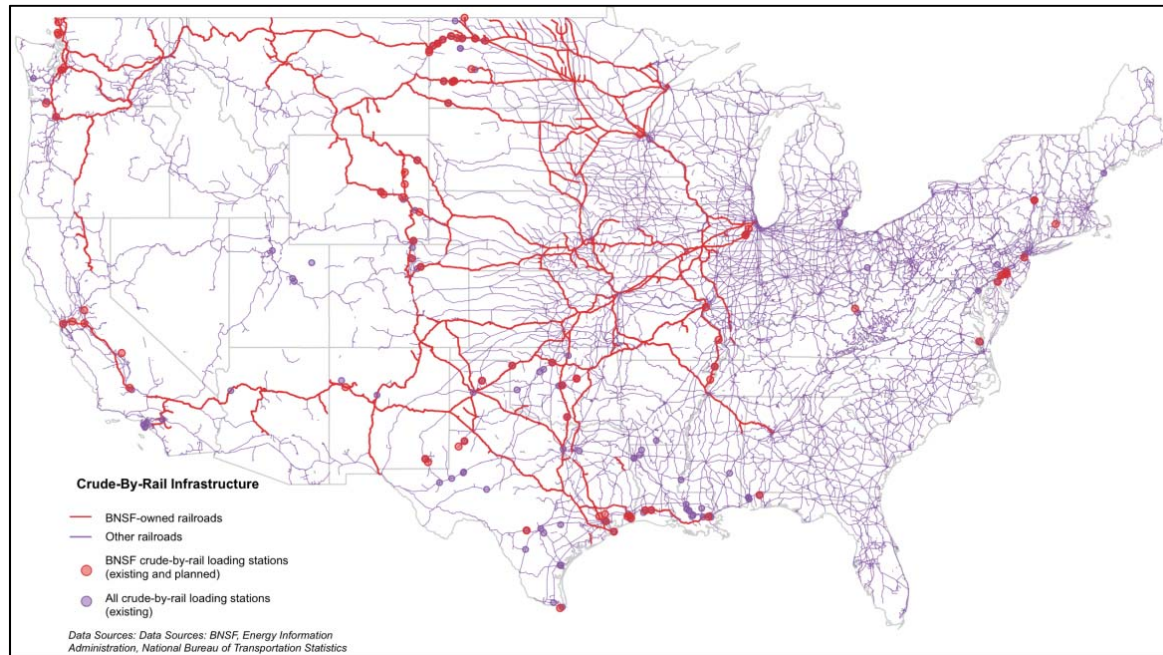 Crude-By-Rail Infrastructure
BNSF-owned railroads
Other railroads
BNSF crude-by-rail loading stations
(existing and planned)
All crude-by-rail loading stations
(existing)
Data Sources: Data Sources: BNSF, Energy Information
Administration, National Bureau of Transportation Statistics